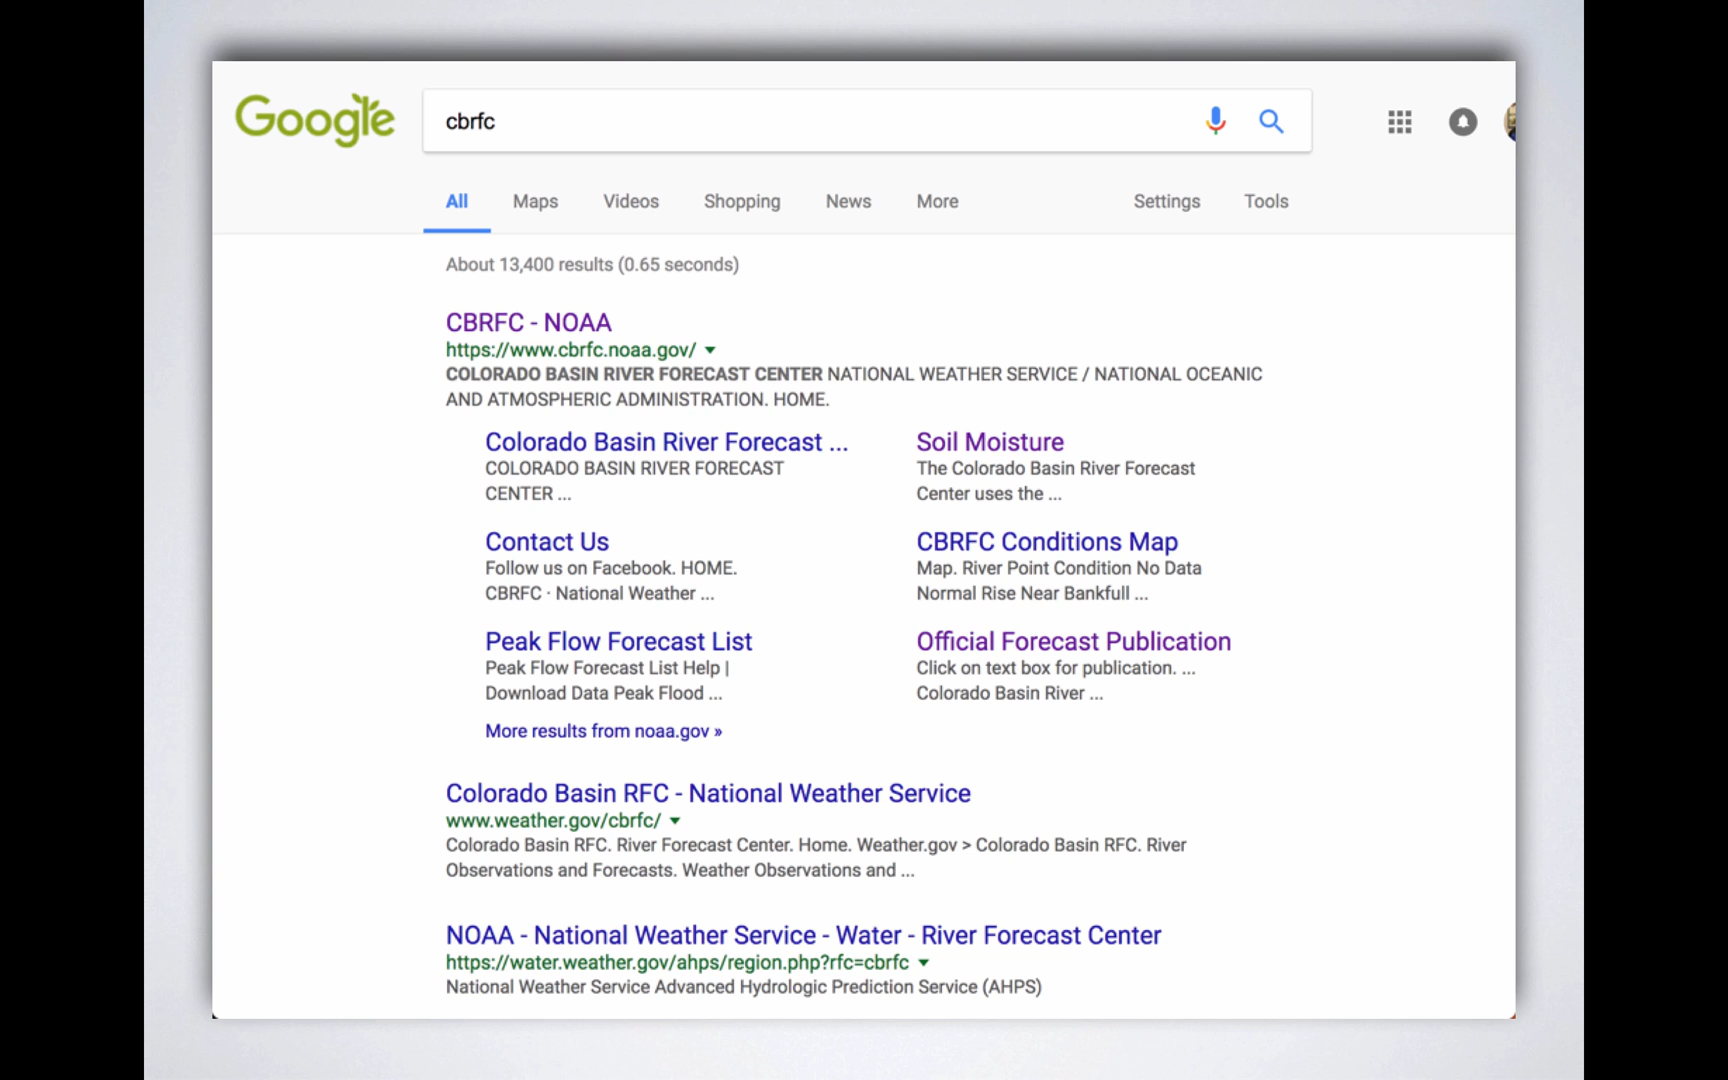 Google
cbrfc
All Maps Videos Shopping News More Settings Tools
About 13,400 results (0.65 seconds)
CBRFC - NOAA
https://www.cbrfc.noaa.gov/
COLORADO BASIN RIVER FORECAST CENTER NATIONAL WEATHER SERVICE / NATIONAL OCEANIC
AND ATMOSPHERIC ADMINISTRATION. HOME.
Colorado Basin River Forecast ...
COLORADO BASIN RIVER FORECAST
CENTER ...
Soil Moisture
The Colorado Basin River Forecast
Center uses the ...
Contact Us
Follow us on Facebook. HOME.
CBRFC · National Weather ...
CBRFC Conditions Map
Map. River Point Condition No Data
Normal Rise Near Bankfull ...
Peak Flow Forecast List
Peak Flow Forecast List Help |
Download Data Peak Flood ...
Official Forecast Publication
Click on text box for publication. ...
Colorado Basin River ...
More results from noaa.gov »
Colorado Basin RFC - National Weather Service
www.weather.gov/cbrfc/
Colorado Basin RFC. River Forecast Center. Home. Weather.gov > Colorado Basin RFC. River
Observations and Forecasts. Weather Observations and ...
NOAA - National Weather Service - Water - River Forecast Center
https://water.weather.gov/ahps/region.php?rfc=cbrfc
National Weather Service Advanced Hydrologic Prediction Service (AHPS)